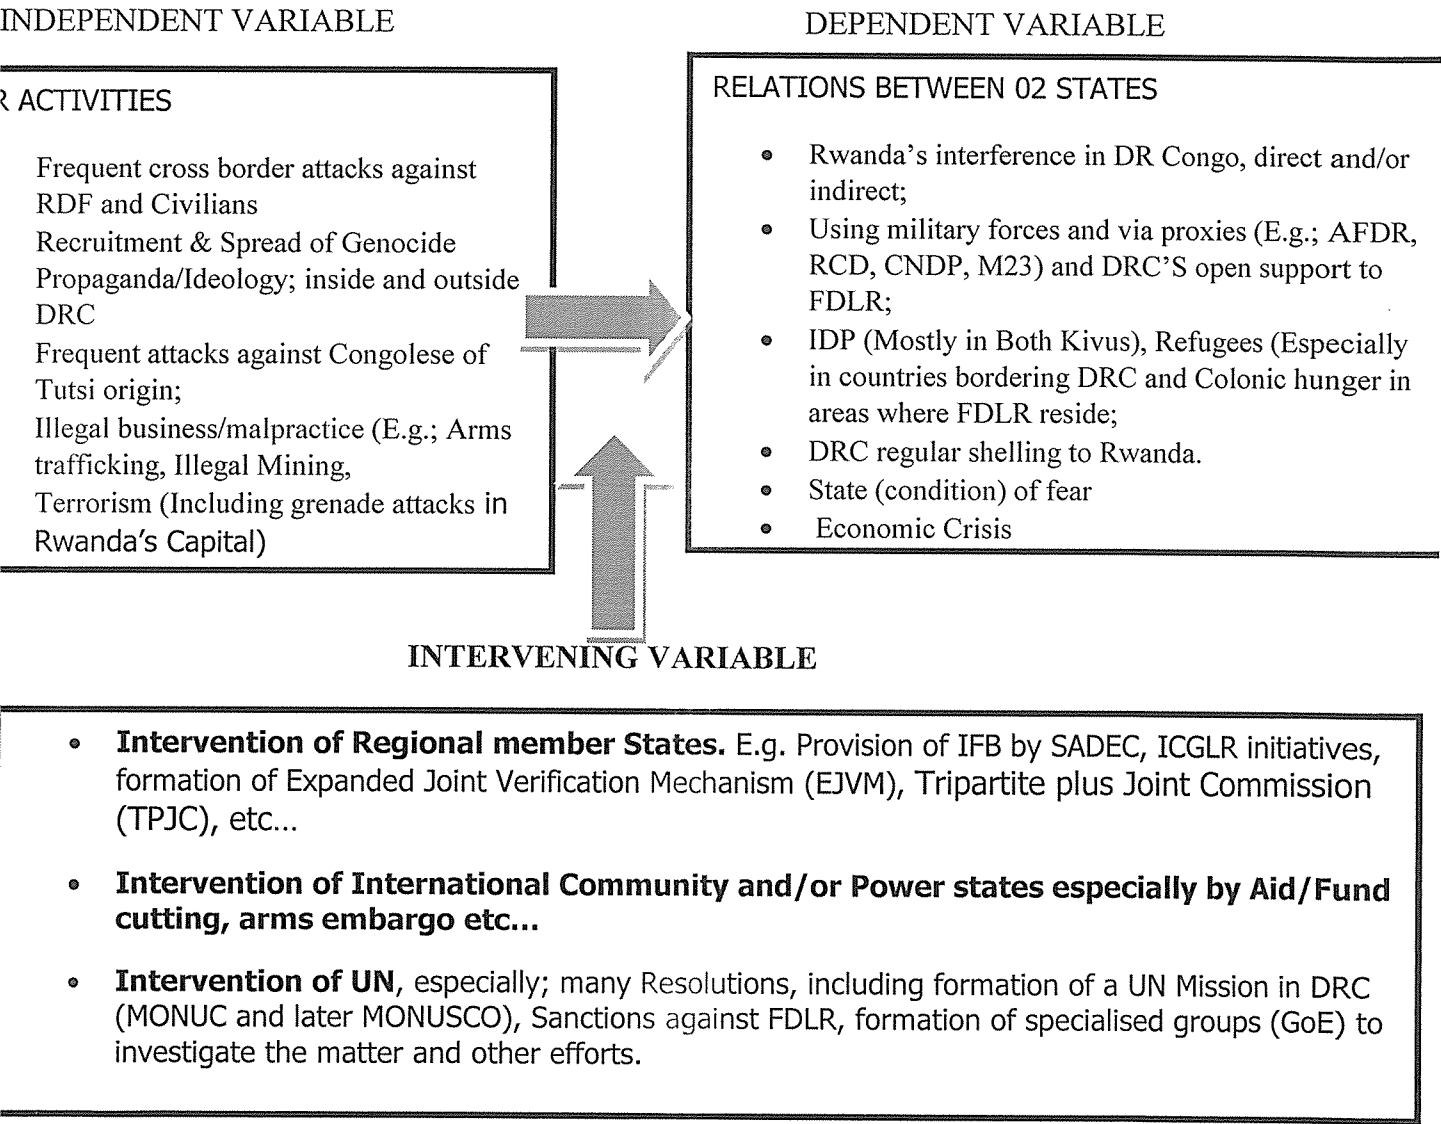 INDEPENDENT VARIABLE
R ACTIVITIES
Frequent cross border attacks against
RDF and Civilians
Recruitment & Spread of Genocide
Propaganda/Ideology; inside and outside
DRC
Frequent attacks against Congolese of
Tutsi origin;
Illegal business/malpractice (E.g.; Arms
trafficking, Illegal Mining,
Terrorism (Including grenade attacks in
Rwanda's Capital)
DEPENDENT VARIABLE
RELATIONS BETWEEN 02 STATES
• Rwanda's interference in DR Congo, direct and/or
indirect;
• Using military forces and via proxies (E.g.; AFDR,
RCD, CNDP, M23) and DRC'S open support to
FDLR;
• IDP (Mostly in Both Kivus), Refugees (Especially
in countries bordering DRC and Colonic hunger in
areas where FDLR reside;
• DRC regular shelling to Rwanda.
• State (condition) of fear
• Economic Crisis
INTERVENING VARIABLE
• Intervention of Regional member States. E.g. Provision of IFB by SADEC, ICGLR initiatives,
formation of Expanded Joint Verification Mechanism (EJVM), Tripartite plus Joint Commission
(TPJC), etc...
• Intervention of International Community and/or Power states especially by Aid/Fund
cutting, arms embargo etc...
• Intervention of UN, especially; many Resolutions, including formation of a UN Mission in DRC
(MONUC and later MONUSCO), Sanctions against FDLR, formation of specialised groups (GoE) to
investigate the matter and other efforts.